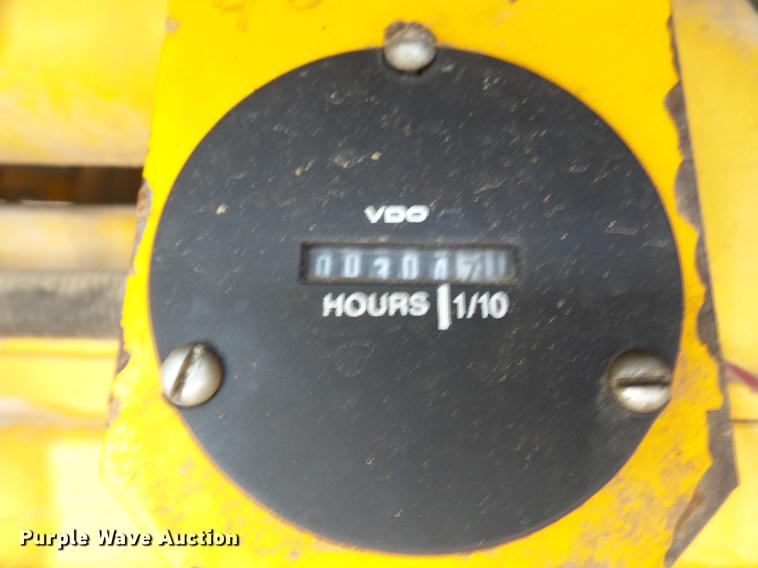 VDO
HOURS 1/10
Purple Wave Auction